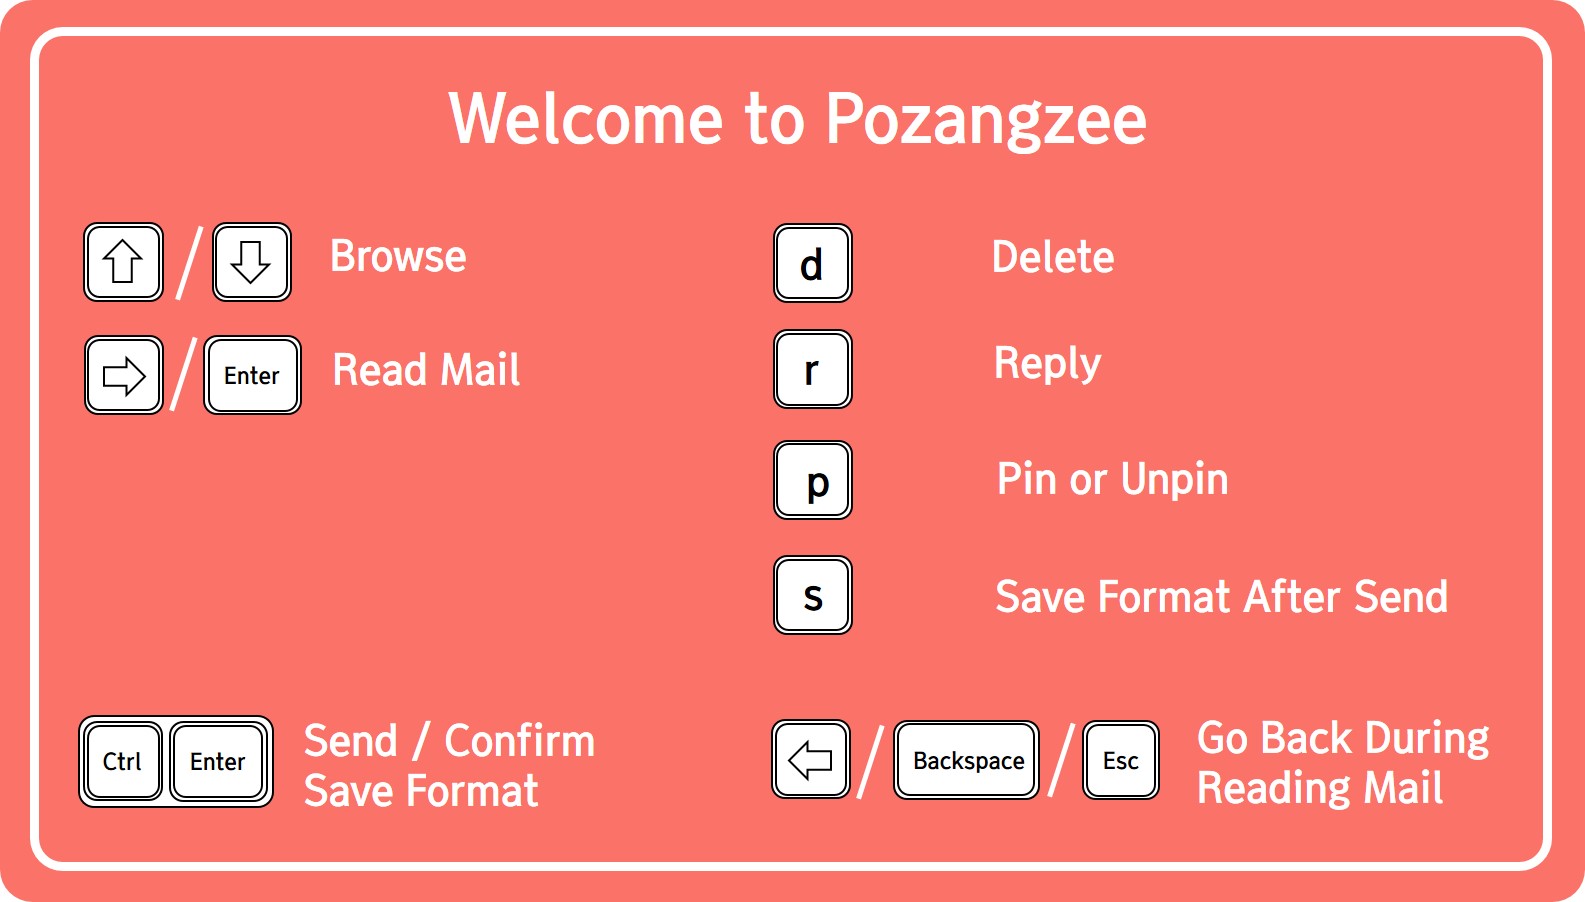 Welcome to Pozangzee
/ Browse
/ Enter Read Mail
d Delete
r Reply
p Pin or Unpin
s Save Format After Send
Ctrl Enter Send / Confirm
Save Format
/ Backspace / Esc Go Back During
Reading Mail